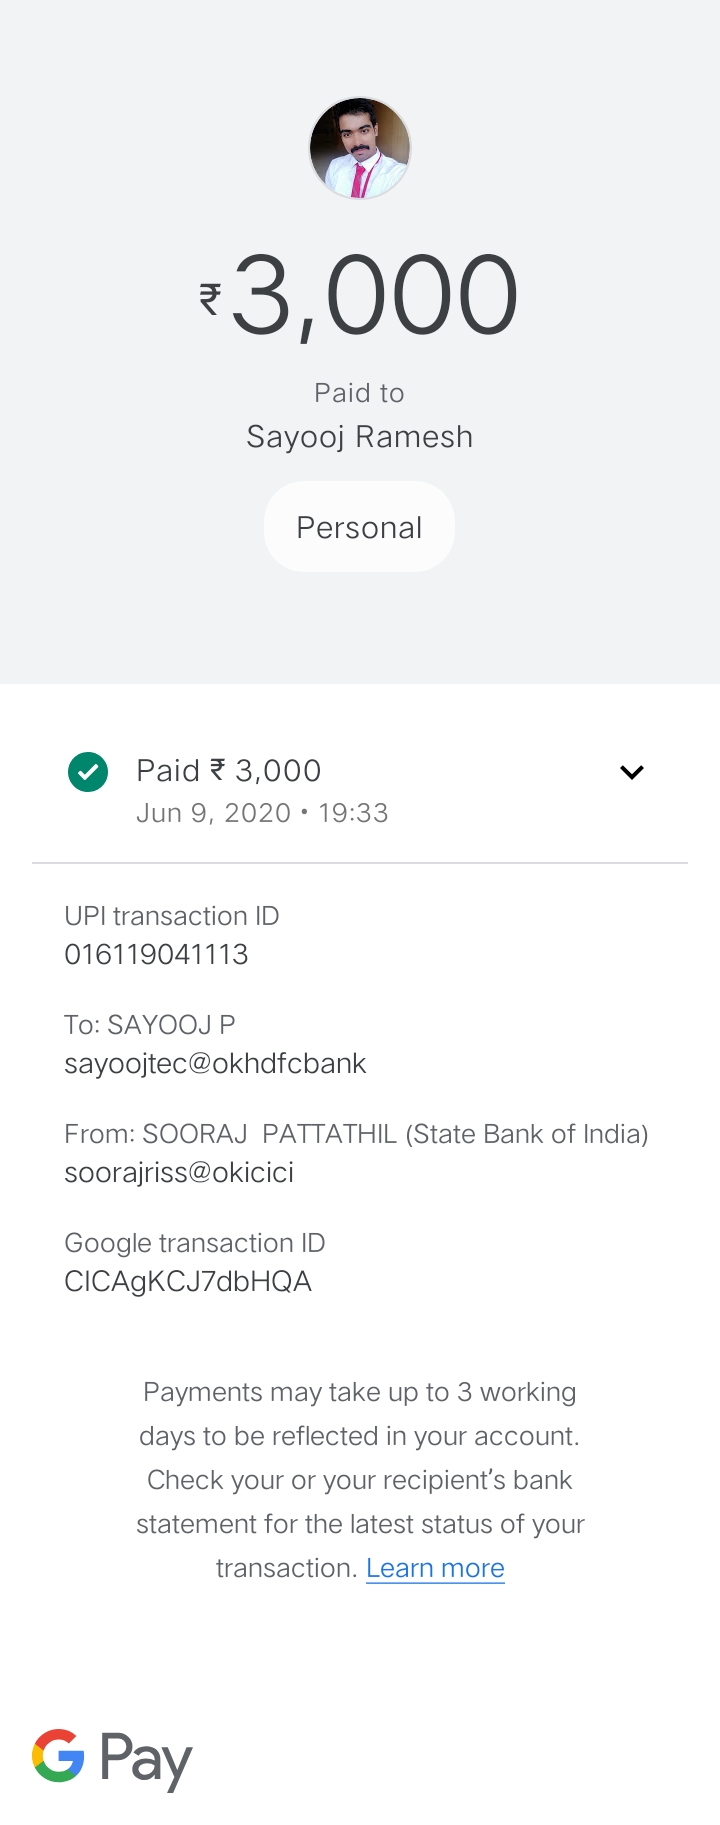 ₹3,000
Paid to
Sayooj Ramesh
Personal
Paid ₹ 3,000
Jun 9, 2020 • 19:33
UPI transaction ID
016119041113
To: SAYOOJ P
sayoojtec@okhdfcbank
From: SOORAJ  PATTATHIL (State Bank of India)
soorajriss@okicici
Google transaction ID
CICAgKCJ7dbHQA
Payments may take up to 3 working
days to be reflected in your account.
Check your or your recipient's bank
statement for the latest status of your
transaction. Learn more
G Pay